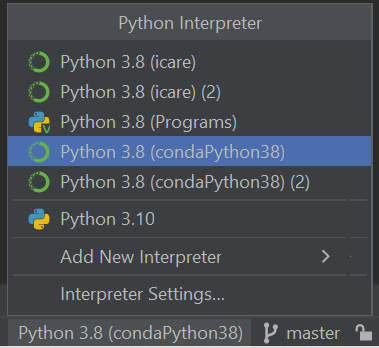 Python Interpreter
Python 3.8 (icare)
Python 3.8 (icare) (2)
Python 3.8 (Programs)
Python 3.8 (condaPython38)
Python 3.8 (condaPython38) (2)
Python 3.10
Add New Interpreter
Interpreter Settings...
Python 3.8 (condaPython38) master